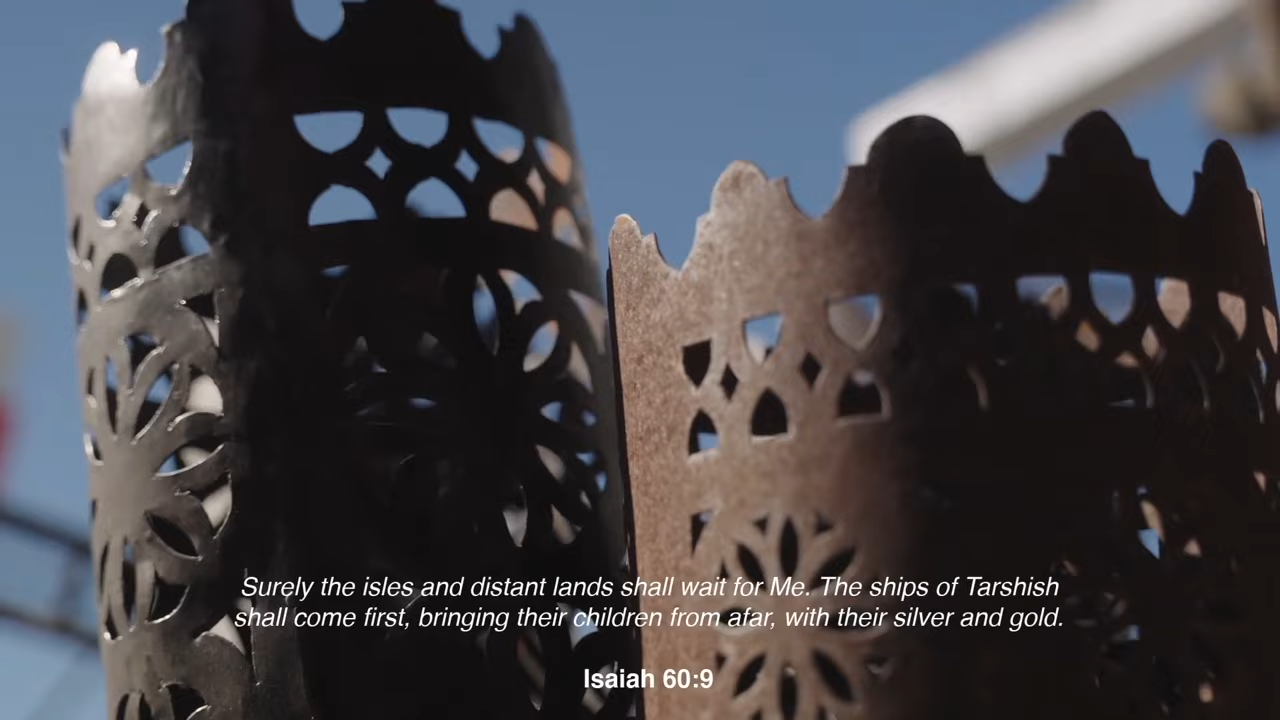 Surely the isles and distant lands shall wait for Me. The ships of Tarshish
shall come first, bringing their children from afar, with their silver and gold.
Isaiah 60:9